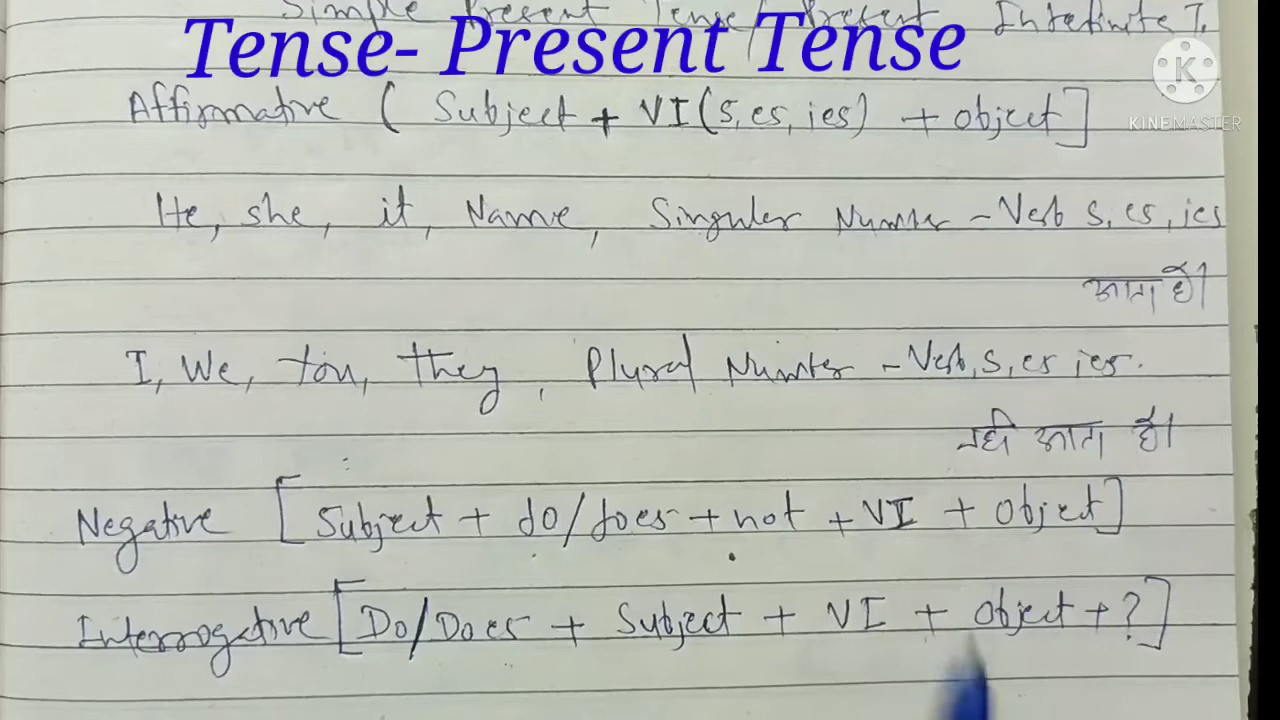 Simple Present Tense/Present Indefinite T.
Tense- Present Tense
K
KINEMASTER
Affirmative ( Subject + VI(s,es,ies) + object]
He, she, it, Name, Singuler Number - Verb s, es, ies
आता है।
I, We, You, they, Plural Number - Verb, s, es, ies.
नही आता है।
Negative [Subject + do/does + not + VI + Object]
Interrogative [Do/Does + Subject + VI + Object + ?]